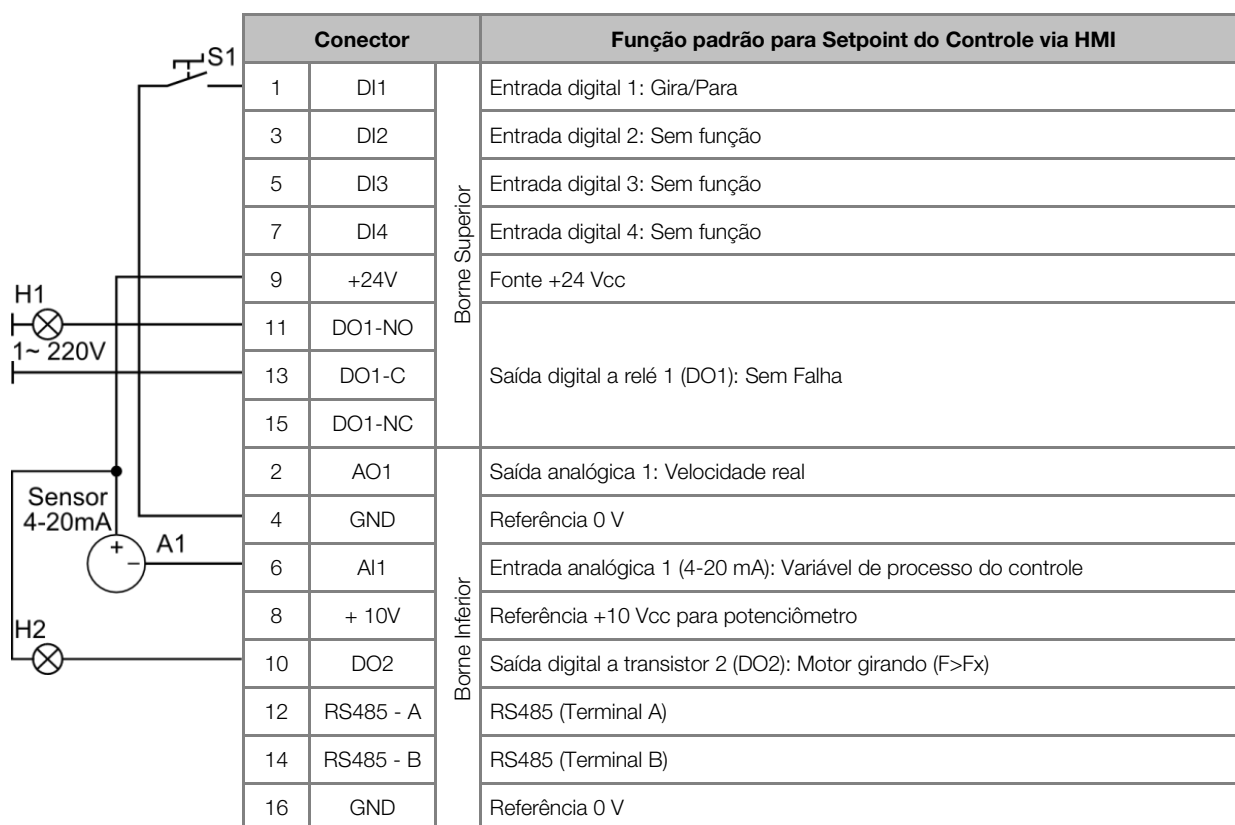 Conector Função padrão para Setpoint do Controle via HMI
S1
1 DI1 Entrada digital 1: Gira/Para
3 DI2 Entrada digital 2: Sem função
5 DI3 Entrada digital 3: Sem função
7 DI4 Entrada digital 4: Sem função
Borne Superior
9 +24V Fonte +24 Vcc
H1
11 DO1-NO
1~ 220V
13 DO1-C Saída digital a relé 1 (DO1): Sem Falha
15 DO1-NC
2 AO1 Saída analógica 1: Velocidade real
Sensor
4-20mA
4 GND Referência 0 V
+ − A1
6 AI1 Entrada analógica 1 (4-20 mA): Variável de processo do controle
Borne Inferior
8 + 10V Referência +10 Vcc para potenciômetro
H2
10 DO2 Saída digital a transistor 2 (DO2): Motor girando (F>Fx)
12 RS485 - A RS485 (Terminal A)
14 RS485 - B RS485 (Terminal B)
16 GND Referência 0 V